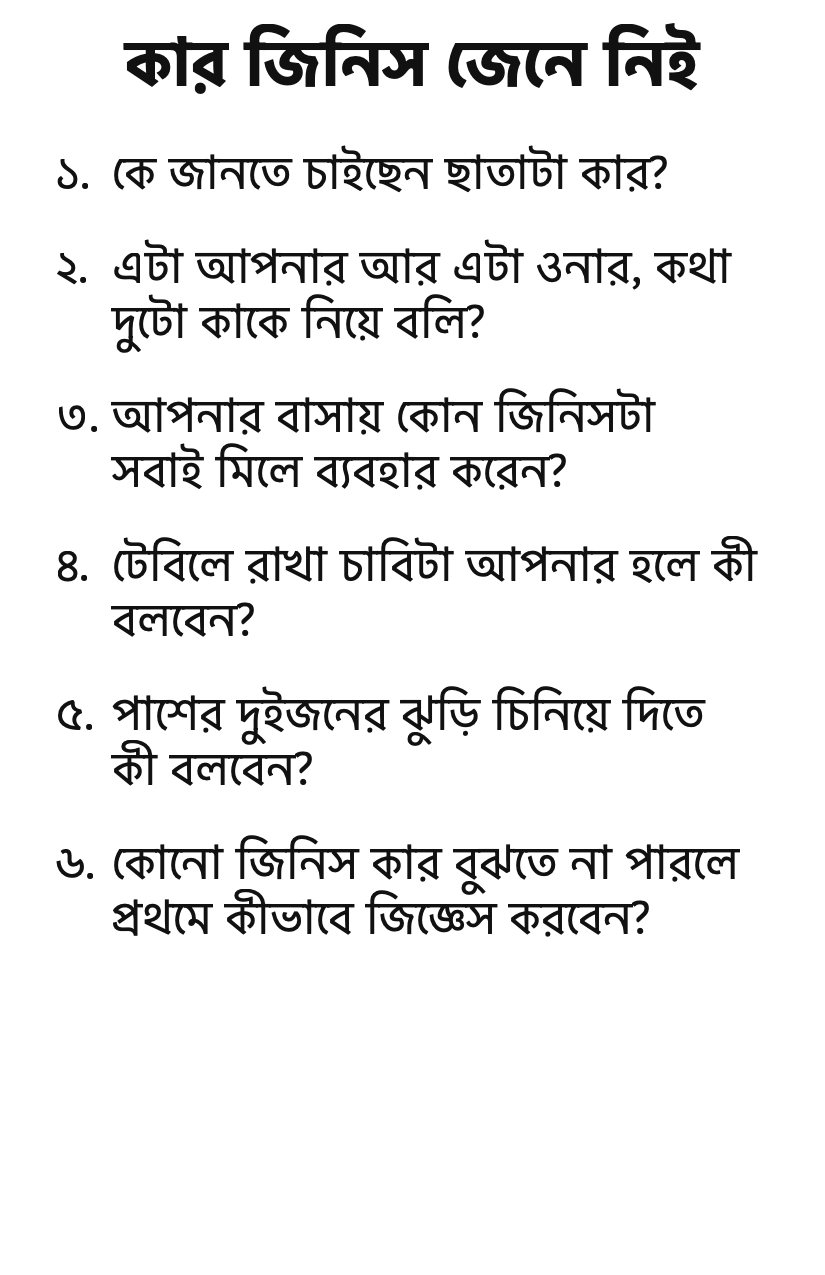 কার জিনিস জেনে নিই
১. কে জানতে চাইছেন ছাতাটা কার?
২. এটা আপনার আর এটা ওনার, কথা
দুটো কাকে নিয়ে বলি?
৩. আপনার বাসায় কোন জিনিসটা
সবাই মিলে ব্যবহার করেন?
৪. টেবিলে রাখা চাবিটা আপনার হলে কী
বলবেন?
৫. পাশের দুইজনের ঝুড়ি চিনিয়ে দিতে
কী বলবেন?
৬. কোনো জিনিস কার বুঝতে না পারলে
প্রথমে কীভাবে জিজ্ঞেস করবেন?